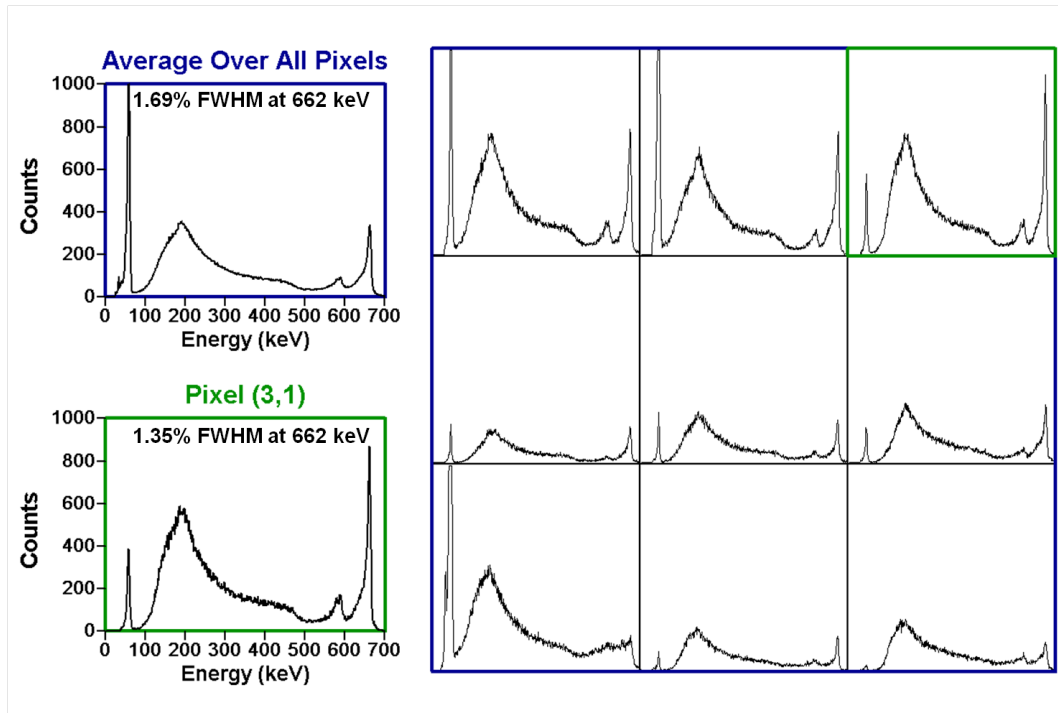 Average Over All Pixels
1.69% FWHM at 662 keV
1000
800
600
400
200
0
Counts
0 100 200 300 400 500 600 700
Energy (keV)
Pixel (3,1)
1.35% FWHM at 662 keV
1000
800
600
400
200
0
Counts
0 100 200 300 400 500 600 700
Energy (keV)